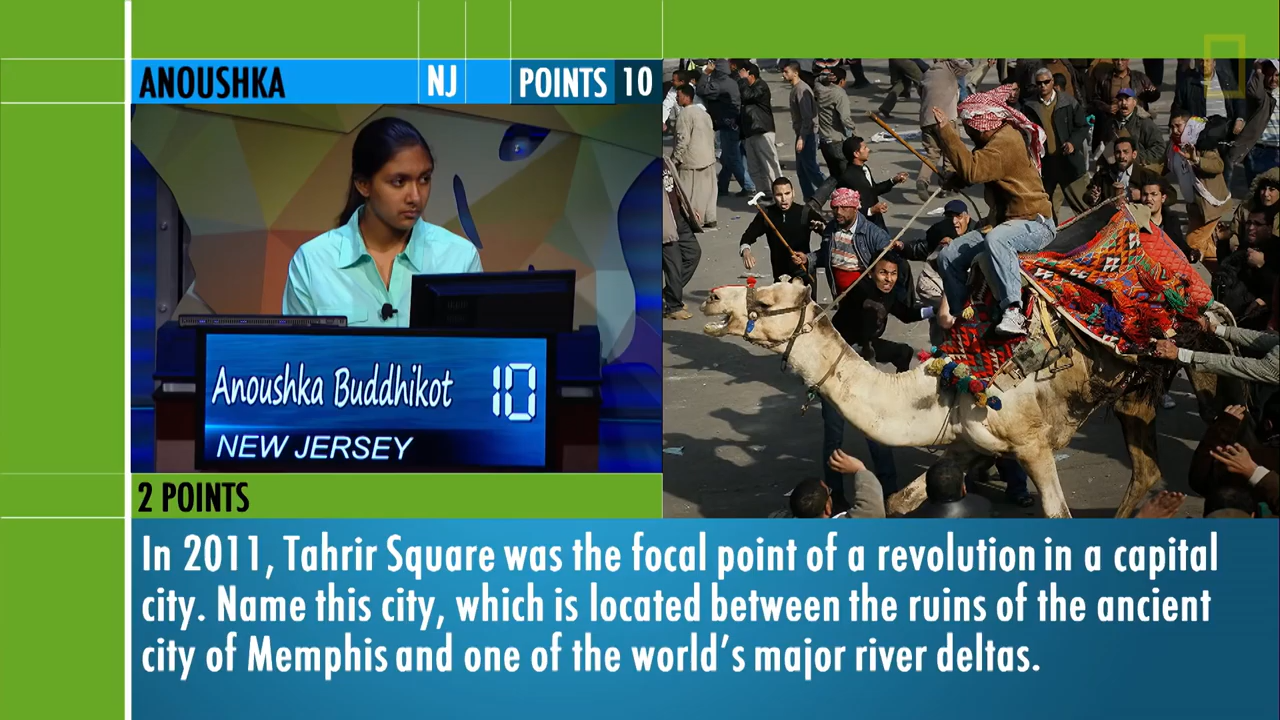 ANOUSHKA NJ POINTS 10
Anoushka Buddhikot 10
NEW JERSEY
2 POINTS
In 2011, Tahrir Square was the focal point of a revolution in a capital
city. Name this city, which is located between the ruins of the ancient
city of Memphis and one of the world's major river deltas.